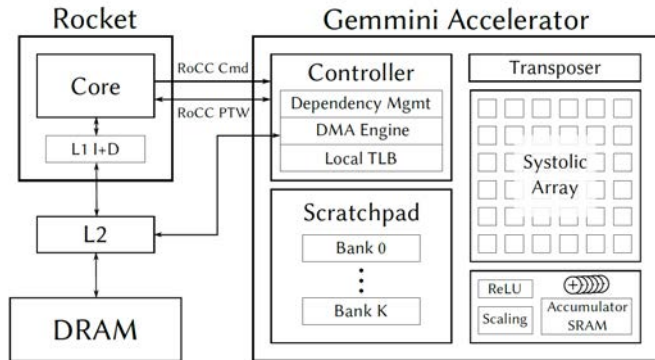 Rocket
Core
L1 I+D
L2
DRAM
RoCC Cmd
RoCC PTW
Gemmini Accelerator
Controller
Dependency Mgmt
DMA Engine
Local TLB
Scratchpad
Bank 0
Bank K
Transposer
Systolic
Array
ReLU
Scaling
Accumulator
SRAM